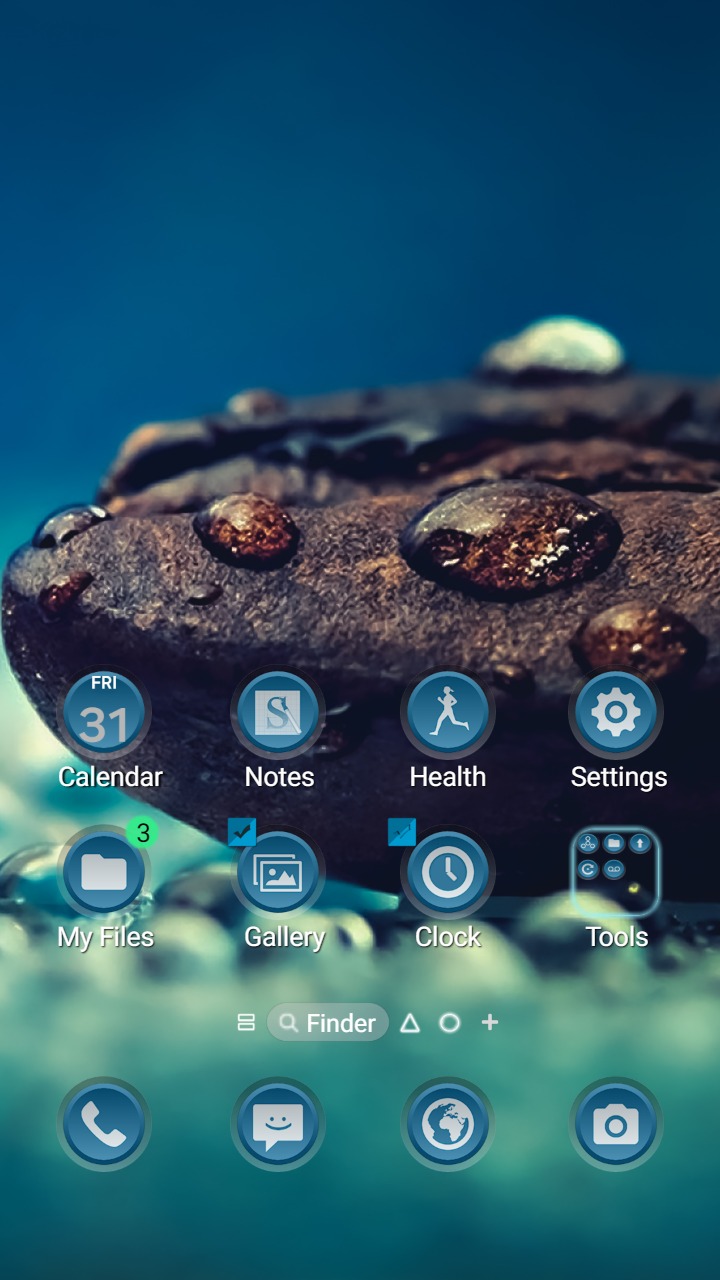 FRI
31
S
Calendar
Notes
Health
Settings
3
My Files
Gallery
Clock
Tools
Finder